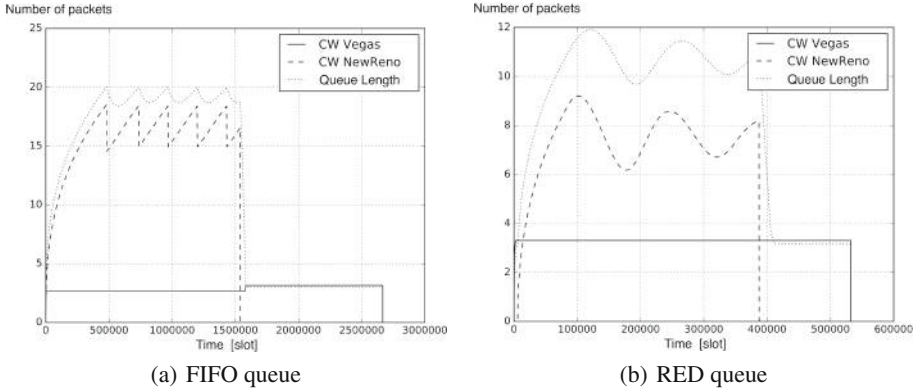 Number of packets
25
20
15
10
5
0
0 500000 1000000 1500000 2000000 2500000 3000000
Time [slot]
CW Vegas
CW NewReno
Queue Length
(a) FIFO queue
Number of packets
12
10
8
6
4
2
0
0 100000 200000 300000 400000 500000 600000
Time [slot]
CW Vegas
CW NewReno
Queue Length
(b) RED queue